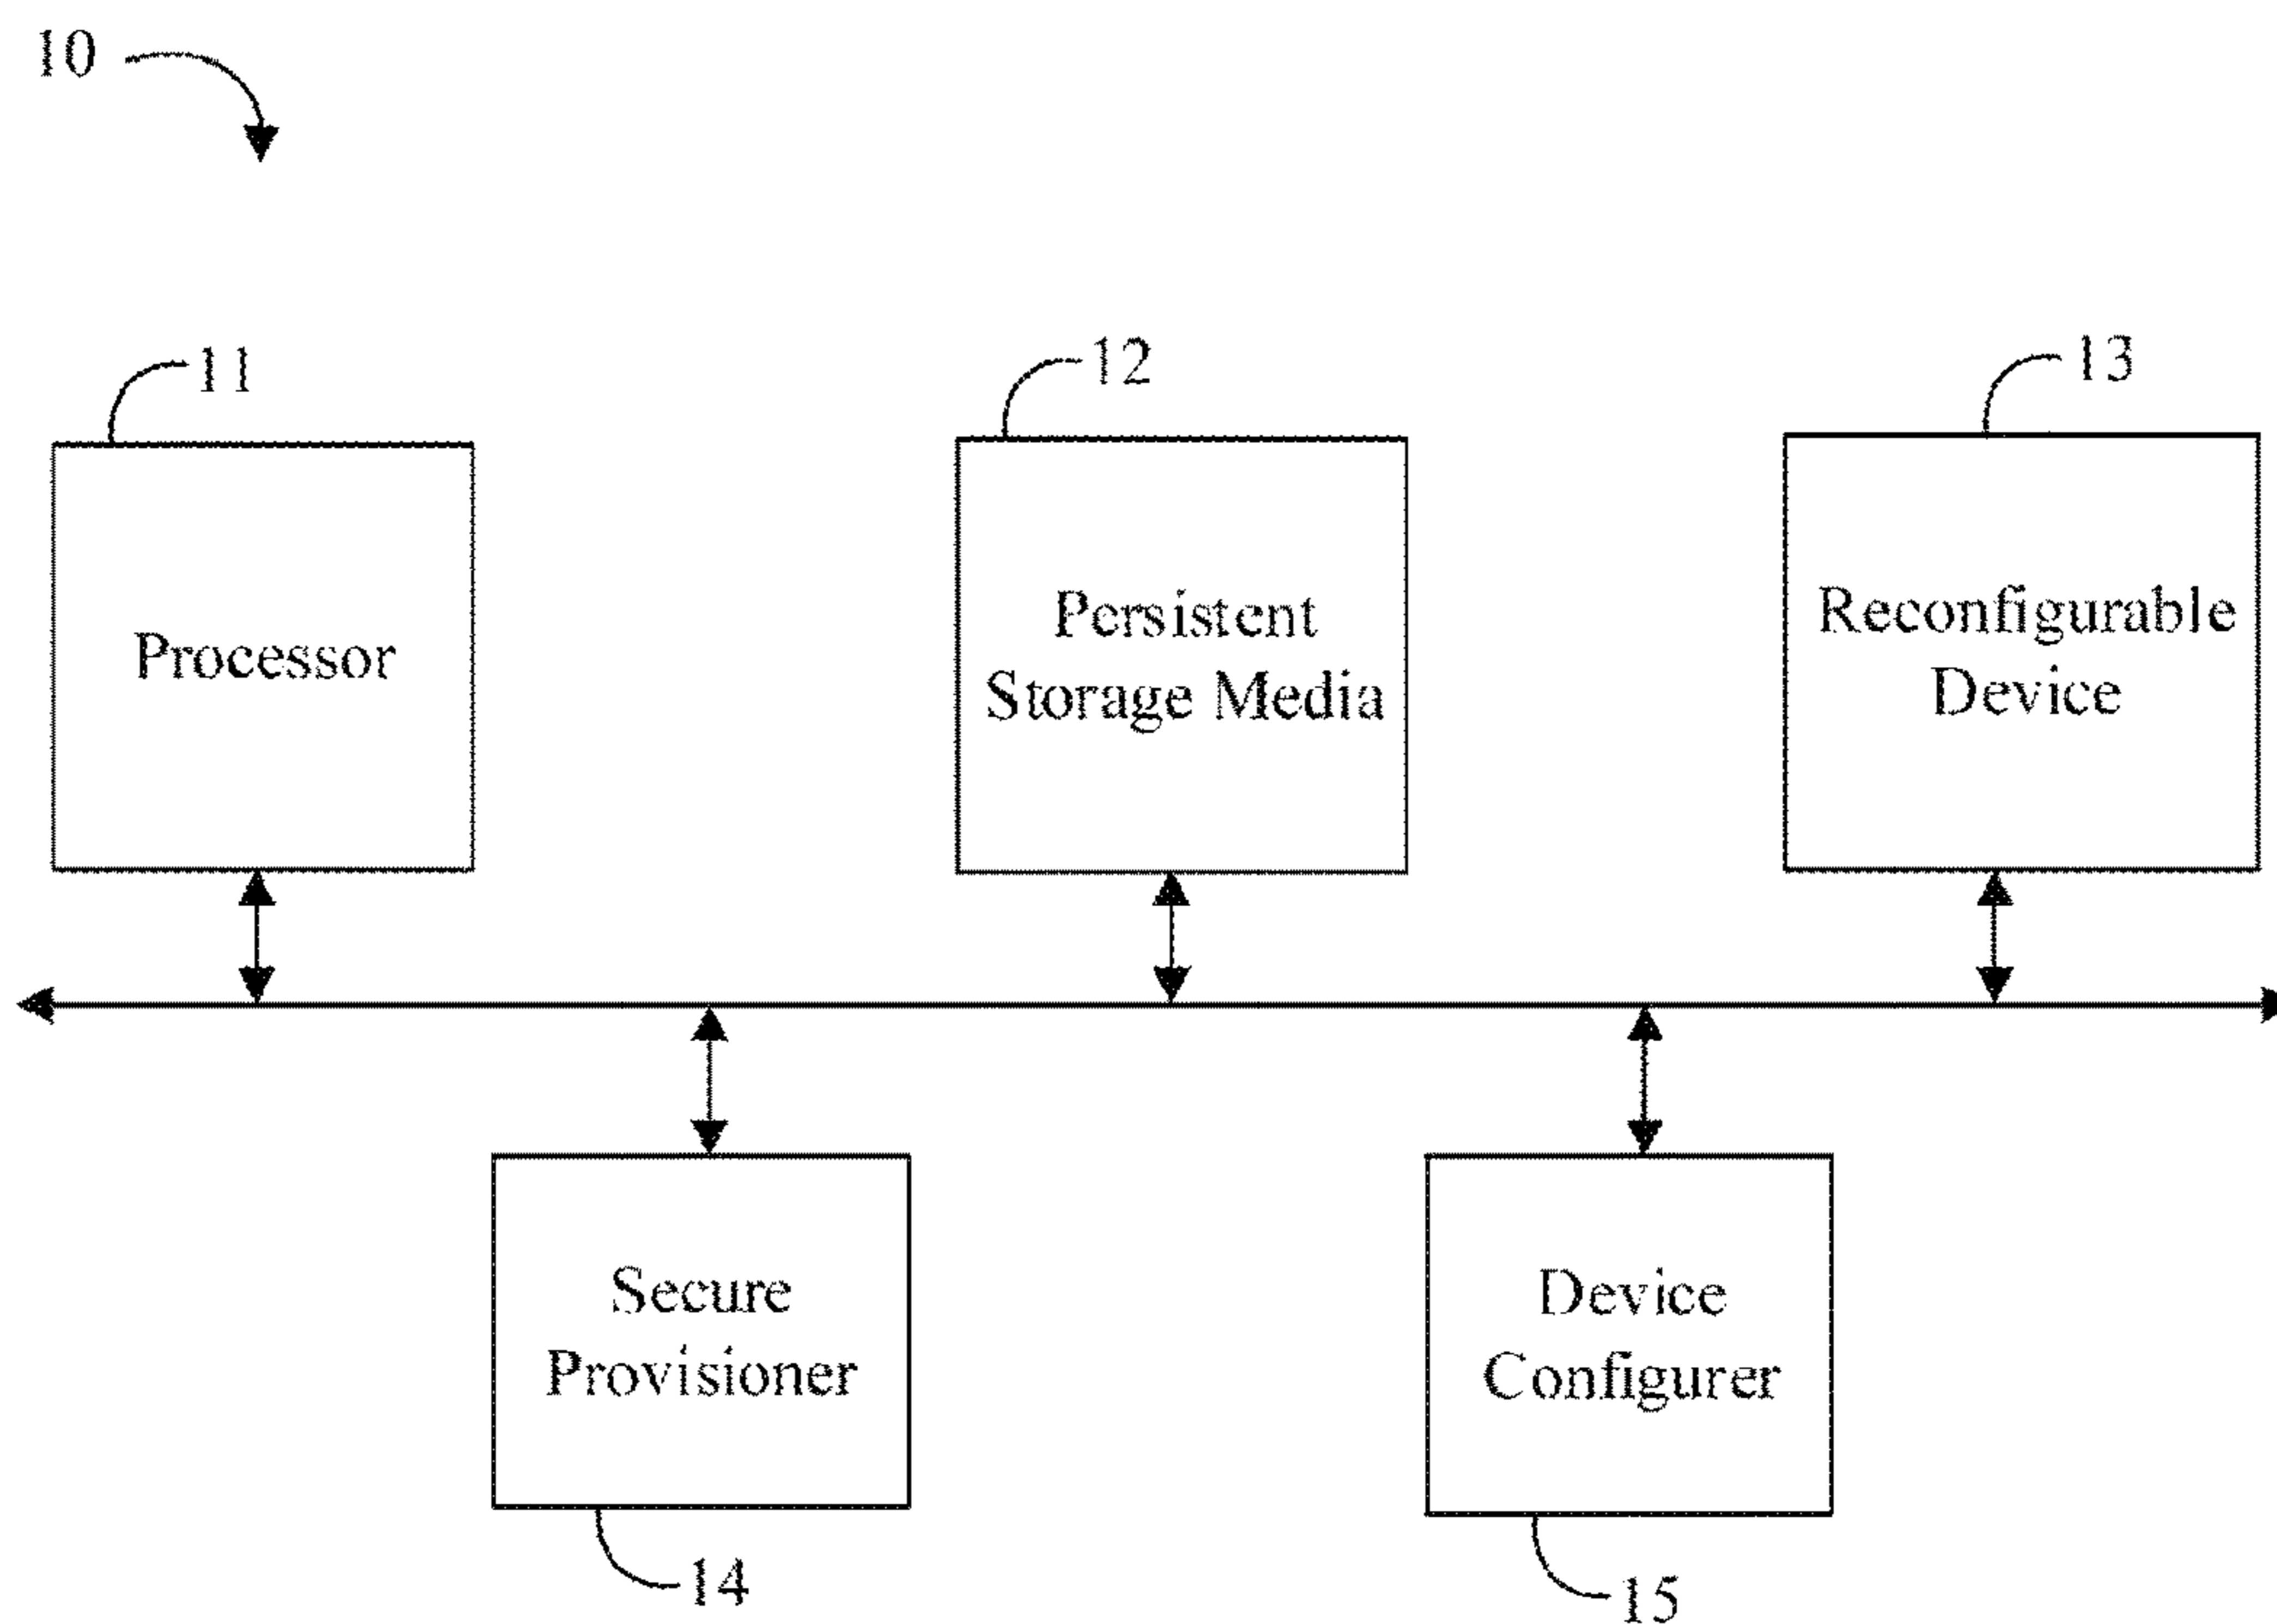 10
11
12
13
Processor
Persistent
Storage Media
Reconfigurable
Device
Secure
Provisioner
Device
Configurer
14
15